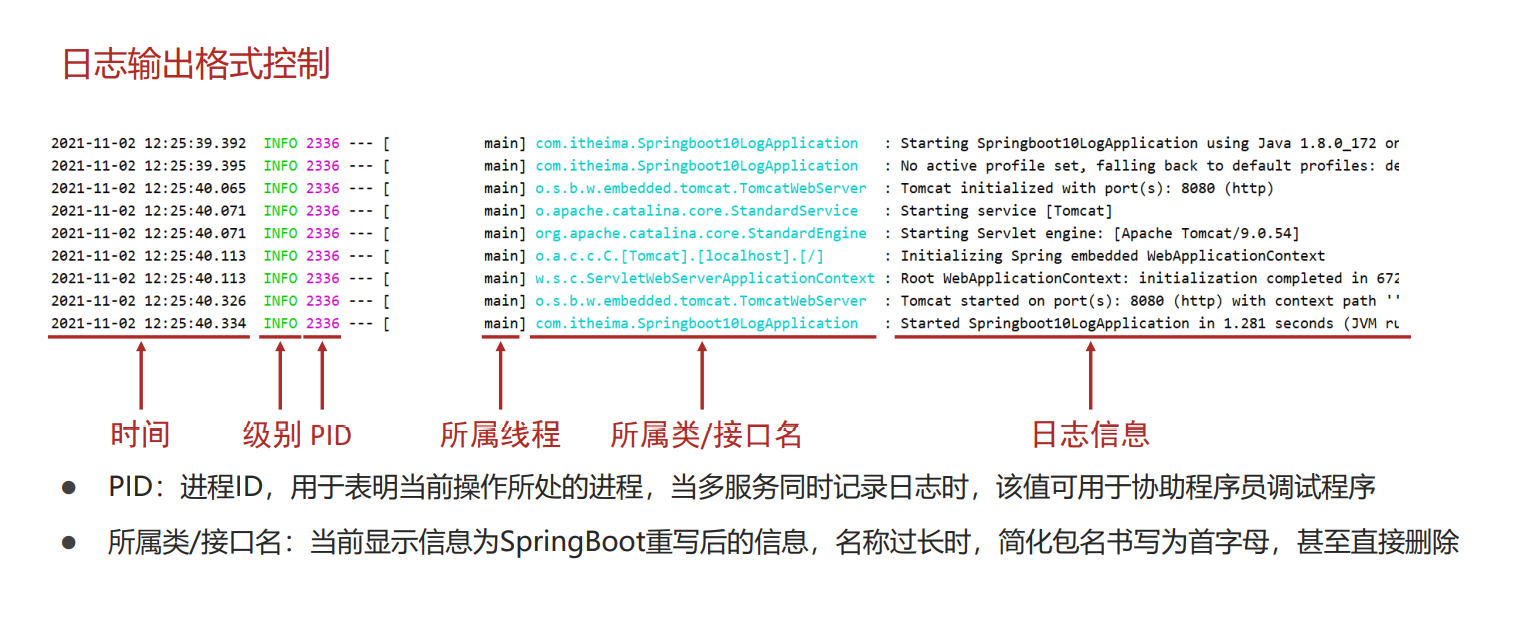 日志输出格式控制
2021-11-02 12:25:39.392  INFO 2336 --- [           main] com.itheima.Springboot10LogApplication   : Starting Springboot10LogApplication using Java 1.8.0_172 on
2021-11-02 12:25:39.395  INFO 2336 --- [           main] com.itheima.Springboot10LogApplication   : No active profile set, falling back to default profiles: de
2021-11-02 12:25:40.065  INFO 2336 --- [           main] o.s.b.w.embedded.tomcat.TomcatWebServer  : Tomcat initialized with port(s): 8080 (http)
2021-11-02 12:25:40.071  INFO 2336 --- [           main] o.apache.catalina.core.StandardService   : Starting service [Tomcat]
2021-11-02 12:25:40.071  INFO 2336 --- [           main] org.apache.catalina.core.StandardEngine  : Starting Servlet engine: [Apache Tomcat/9.0.54]
2021-11-02 12:25:40.113  INFO 2336 --- [           main] o.a.c.c.C.[Tomcat].[localhost].[/]       : Initializing Spring embedded WebApplicationContext
2021-11-02 12:25:40.113  INFO 2336 --- [           main] w.s.c.ServletWebServerApplicationContext : Root WebApplicationContext: initialization completed in 672
2021-11-02 12:25:40.326  INFO 2336 --- [           main] o.s.b.w.embedded.tomcat.TomcatWebServer  : Tomcat started on port(s): 8080 (http) with context path ''
2021-11-02 12:25:40.334  INFO 2336 --- [           main] com.itheima.Springboot10LogApplication   : Started Springboot10LogApplication in 1.281 seconds (JVM ru
时间 级别 PID 所属线程 所属类/接口名 日志信息
● PID：进程ID，用于表明当前操作所处的进程，当多服务同时记录日志时，该值可用于协助程序员调试程序
● 所属类/接口名：当前显示信息为SpringBoot重写后的信息，名称过长时，简化包名书写为首字母，甚至直接删除